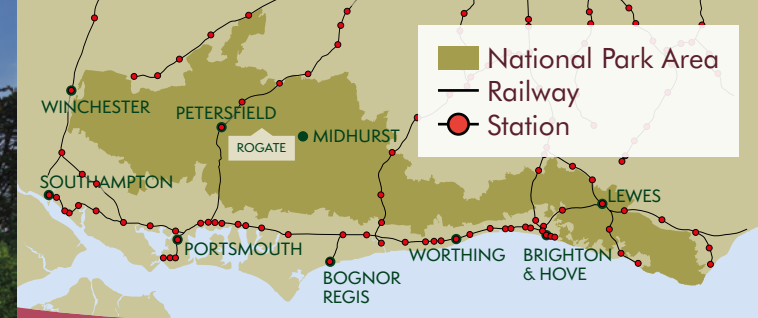 National Park Area
Railway
Station
WINCHESTER
PETERSFIELD
MIDHURST
ROGATE
SOUTHAMPTON
LEWES
PORTSMOUTH
WORTHING
BRIGHTON
& HOVE
BOGNOR
REGIS